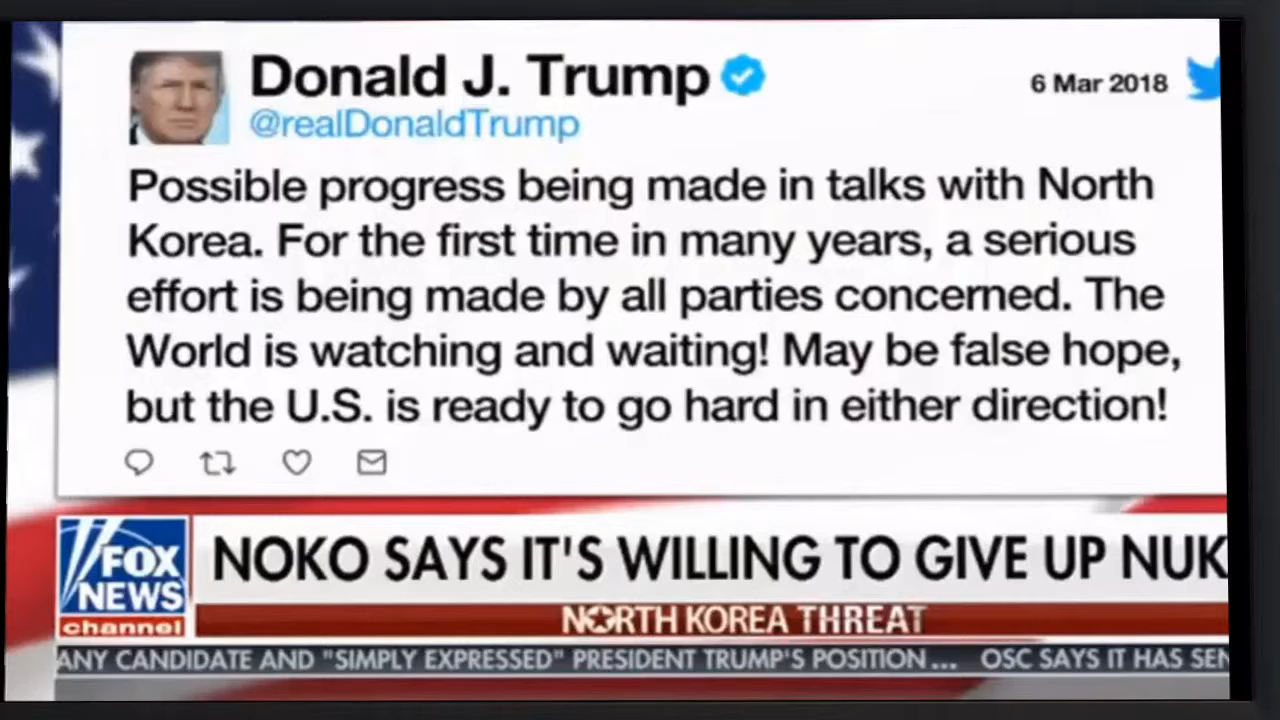 Donald J. Trump
6 Mar 2018
@realDonaldTrump
Possible progress being made in talks with North
Korea. For the first time in many years, a serious
effort is being made by all parties concerned. The
World is watching and waiting! May be false hope,
but the U.S. is ready to go hard in either direction!
FOX
NEWS
channel
NOKO SAYS IT'S WILLING TO GIVE UP NUK
NORTH KOREA THREAT
ANY CANDIDATE AND "SIMPLY EXPRESSED" PRESIDENT TRUMP'S POSITION... OSC SAYS IT HAS SEN